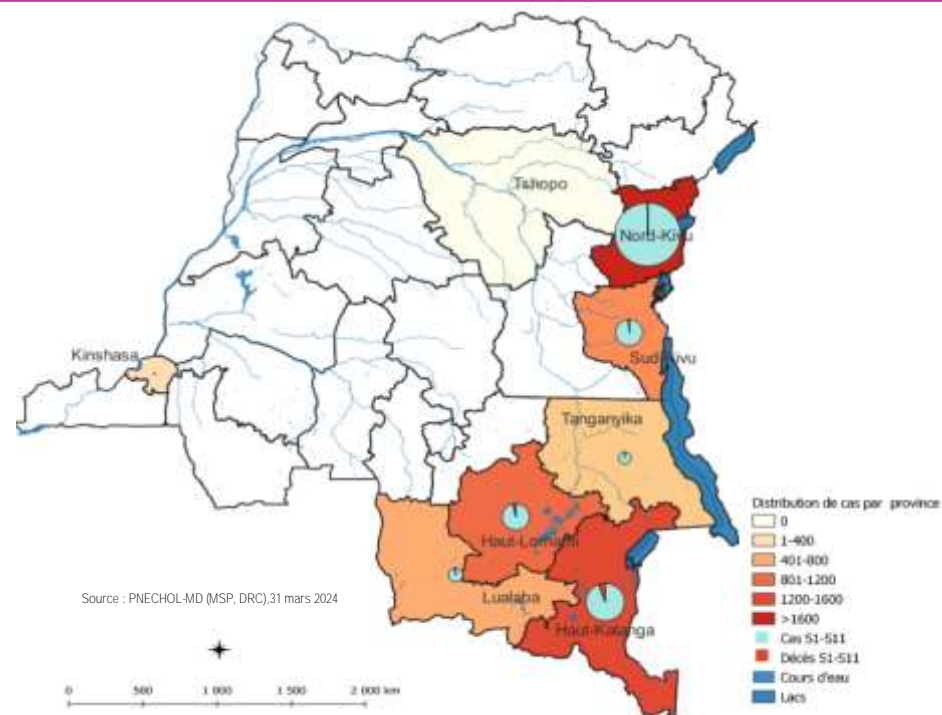 Tshopo
Nord-Kivu
Kinshasa
Sud-Kivu
Tanganyika
Haut-Lomami
Lualaba
Haut-Katanga
Distribution de cas par province
0
1-400
401-800
801-1200
1200-1600
>1600
Cas S1-S11
Décès S1-S11
Cours d'eau
Lacs
Source : PNECHOL-MD (MSP, DRC),31 mars 2024
0 500 1 000 1 500 2 000 km